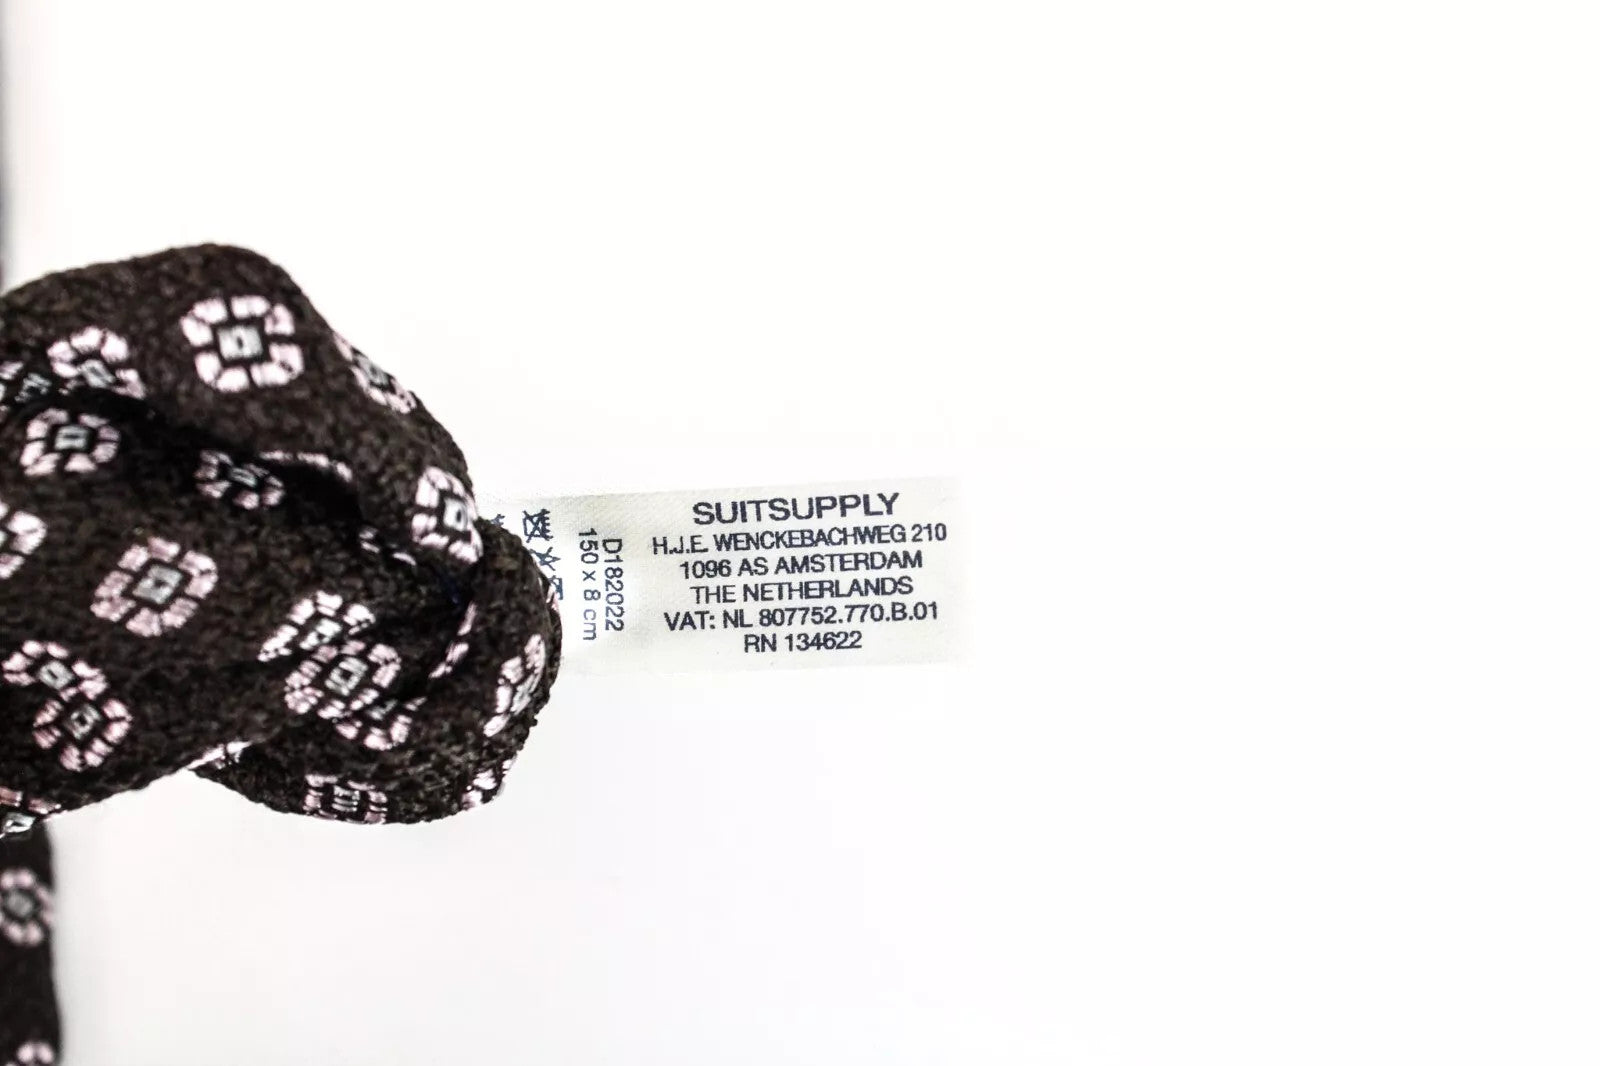 SUITSUPPLY
H.J.E. WENCKEBACHWEG 210
1096 AS AMSTERDAM
THE NETHERLANDS
VAT: NL 807752.770.B.01
RN 134622
D182022
150 x 8 cm